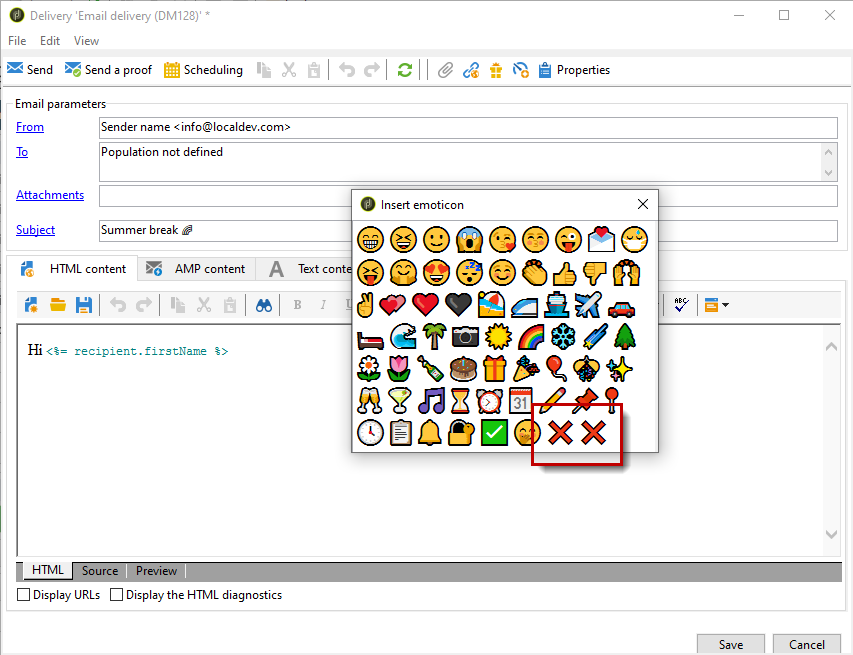 Delivery 'Email delivery (DM128)' *
File Edit View
Send Send a proof Scheduling Properties
Email parameters
From Sender name <info@localdev.com>
To Population not defined
Attachments
Insert emoticon
Subject Summer break
HTML content AMP content Text conte
B I U ABC
Hi <%= recipient.firstName %>
31
HTML Source Preview
Display URLs Display the HTML diagnostics
Save Cancel